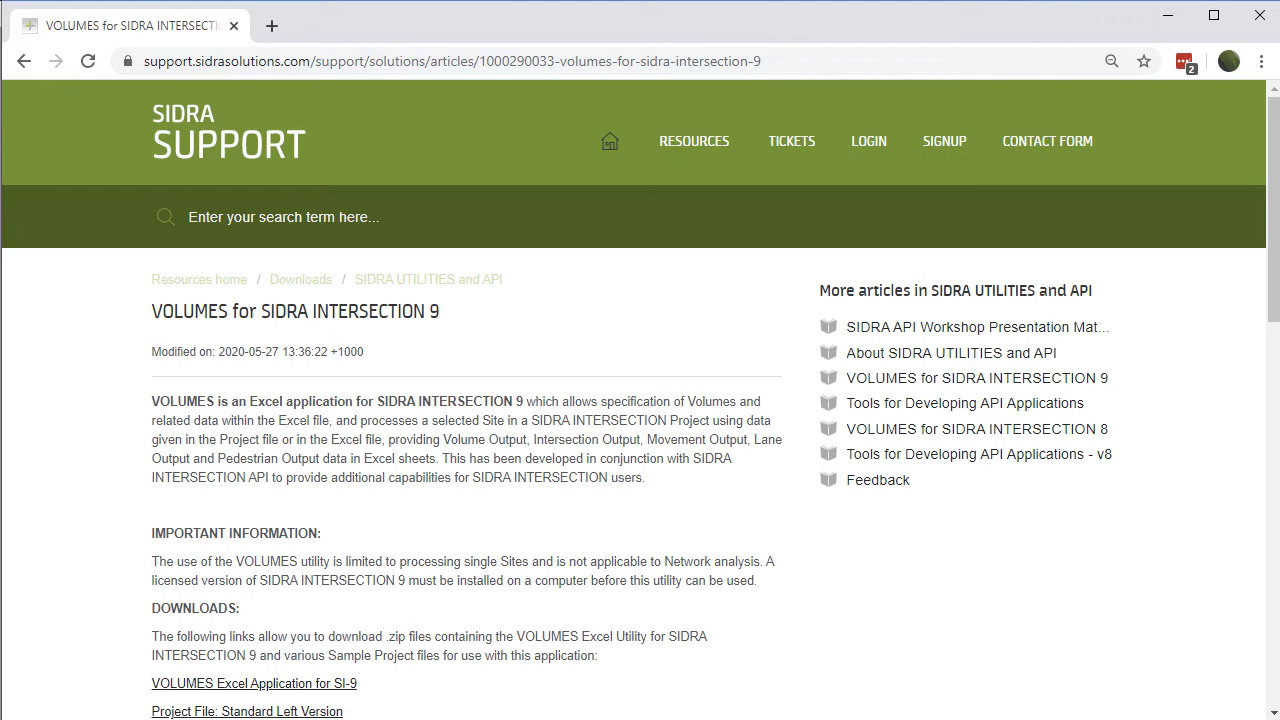 VOLUMES for SIDRA INTERSECTI
support.sidrasolutions.com/support/solutions/articles/1000290033-volumes-for-sidra-intersection-9
2
SIDRA
SUPPORT
RESOURCES TICKETS LOGIN SIGNUP CONTACT FORM
Enter your search term here...
Resources home / Downloads / SIDRA UTILITIES and API
VOLUMES for SIDRA INTERSECTION 9
Modified on: 2020-05-27 13:36:22 +1000
VOLUMES is an Excel application for SIDRA INTERSECTION 9 which allows specification of Volumes and
related data within the Excel file, and processes a selected Site in a SIDRA INTERSECTION Project using data
given in the Project file or in the Excel file, providing Volume Output, Intersection Output, Movement Output, Lane
Output and Pedestrian Output data in Excel sheets. This has been developed in conjunction with SIDRA
INTERSECTION API to provide additional capabilities for SIDRA INTERSECTION users.
IMPORTANT INFORMATION:
The use of the VOLUMES utility is limited to processing single Sites and is not applicable to Network analysis. A
licensed version of SIDRA INTERSECTION 9 must be installed on a computer before this utility can be used.
DOWNLOADS:
The following links allow you to download .zip files containing the VOLUMES Excel Utility for SIDRA
INTERSECTION 9 and various Sample Project files for use with this application:
VOLUMES Excel Application for SI-9
Project File: Standard Left Version
More articles in SIDRA UTILITIES and API
SIDRA API Workshop Presentation Mat...
About SIDRA UTILITIES and API
VOLUMES for SIDRA INTERSECTION 9
Tools for Developing API Applications
VOLUMES for SIDRA INTERSECTION 8
Tools for Developing API Applications - v8
Feedback